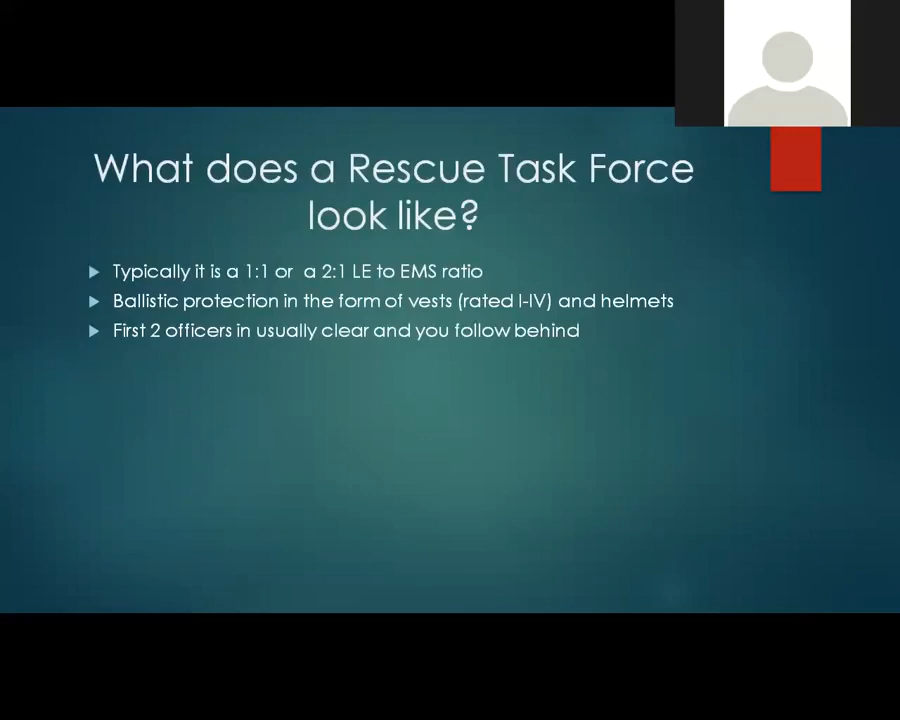 What does a Rescue Task Force
look like?
Typically it is a 1:1 or a 2:1 LE to EMS ratio
Ballistic protection in the form of vests (rated I-IV) and helmets
First 2 officers in usually clear and you follow behind